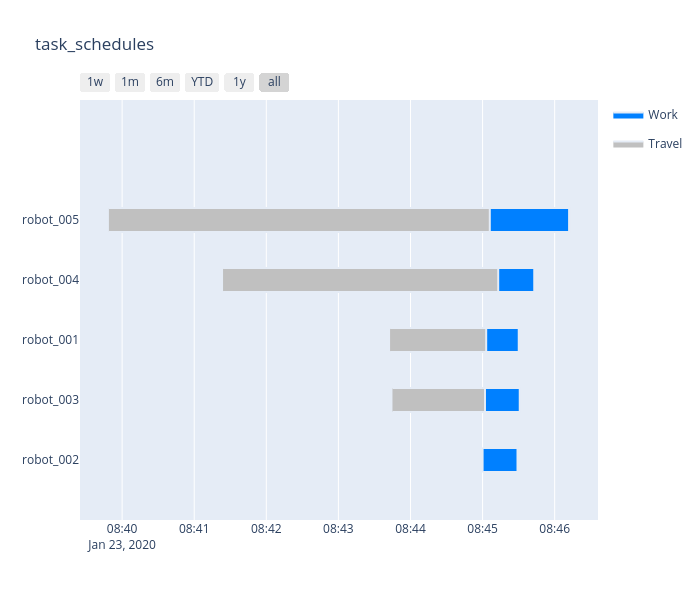 task_schedules
1w 1m 6m YTD 1y all
Work
Travel
robot_005
robot_004
robot_001
robot_003
robot_002
08:40 08:41 08:42 08:43 08:44 08:45 08:46
Jan 23, 2020